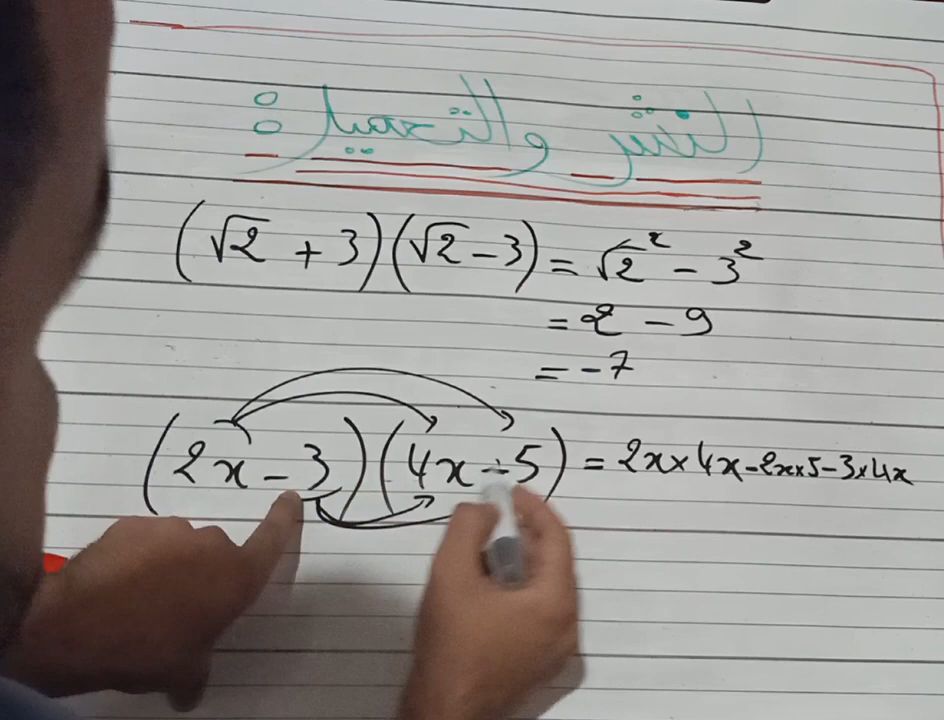 النشر والتعميل :
(√2 + 3)(√2 - 3) = √2² - 3²
= 2 - 9
= -7
(2x - 3)(4x - 5) = 2x × 4x - 2x × 5 - 3 × 4x